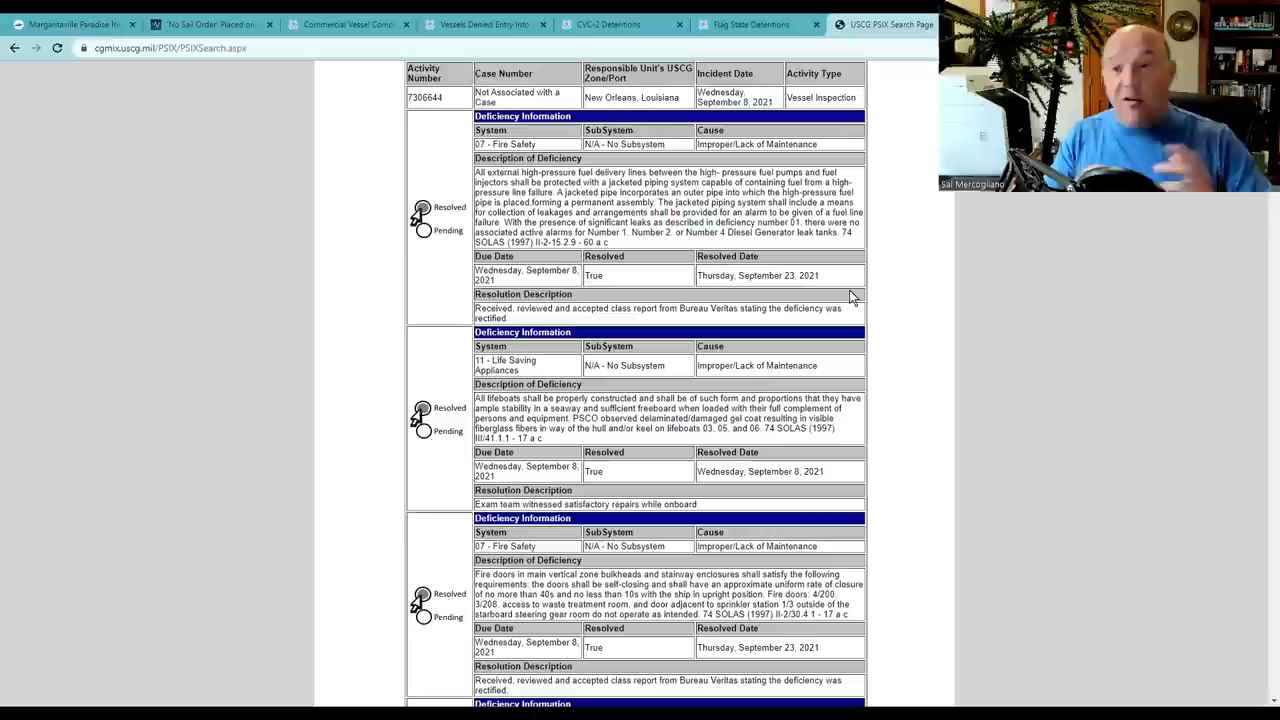 Margaritaville Paradise Itin
'No Sail Order' Placed on
Commercial Vessel Compl
Vessels Denied Entry Into
CVC-2 Detentions
Flag State Detentions
USCG PSIX Search Page
cgmix.uscg.mil/PSIX/PSIXSearch.aspx
Sal Mercogliano
Activity Number
Case Number
Responsible Unit's USCG Zone/Port
Incident Date
Activity Type
7306644
Not Associated with a Case
New Orleans, Louisiana
Wednesday, September 8, 2021
Vessel Inspection
Deficiency Information
System
SubSystem
Cause
07 - Fire Safety
N/A - No Subsystem
Improper/Lack of Maintenance
Description of Deficiency
All external high-pressure fuel delivery lines between the high- pressure fuel pumps and fuel
injectors shall be protected with a jacketed piping system capable of containing fuel from a high-
pressure line failure. A jacketed pipe incorporates an outer pipe into which the high-pressure fuel
pipe is placed,forming a permanent assembly. The jacketed piping system shall include a means
for collection of leakages and arrangements shall be provided for an alarm to be given of a fuel line
failure. With the presence of significant leaks as described in deficiency number 01, there were no
associated active alarms for Number 1, Number 2, or Number 4 Diesel Generator leak tanks. 74
SOLAS (1997) II-2-15.2.9 - 60 a c
Resolved
Pending
Due Date
Resolved
Resolved Date
Wednesday, September 8, 2021
True
Thursday, September 23, 2021
Resolution Description
Received, reviewed and accepted class report from Bureau Veritas stating the deficiency was
rectified.
Deficiency Information
System
SubSystem
Cause
11 - Life Saving Appliances
N/A - No Subsystem
Improper/Lack of Maintenance
Description of Deficiency
All lifeboats shall be properly constructed and shall be of such form and proportions that they have
ample stability in a seaway and sufficient freeboard when loaded with their full complement of
persons and equipment. PSCO observed delaminated/damaged gel coat resulting in visible
fiberglass fibers in way of the hull and/or keel on lifeboats 03, 05, and 06. 74 SOLAS (1997)
III/41.1.1 - 17 a c
Resolved
Pending
Due Date
Resolved
Resolved Date
Wednesday, September 8, 2021
True
Wednesday, September 8, 2021
Resolution Description
Exam team witnessed satisfactory repairs while onboard
Deficiency Information
System
SubSystem
Cause
07 - Fire Safety
N/A - No Subsystem
Improper/Lack of Maintenance
Description of Deficiency
Fire doors in main vertical zone bulkheads and stairway enclosures shall satisfy the following
requirements: the doors shall be self-closing and shall have an approximate uniform rate of closure
of no more than 40s and no less than 10s with the ship in upright position. Fire doors: 4/200,
3/208, access to waste treatment room, and door adjacent to sprinkler station 1/3 outside of the
starboard steering gear room do not operate as intended. 74 SOLAS (1997) II-2/30.4 1 - 17 a c
Resolved
Pending
Due Date
Resolved
Resolved Date
Wednesday, September 8, 2021
True
Thursday, September 23, 2021
Resolution Description
Received, reviewed and accepted class report from Bureau Veritas stating the deficiency was
rectified.
Deficiency Information